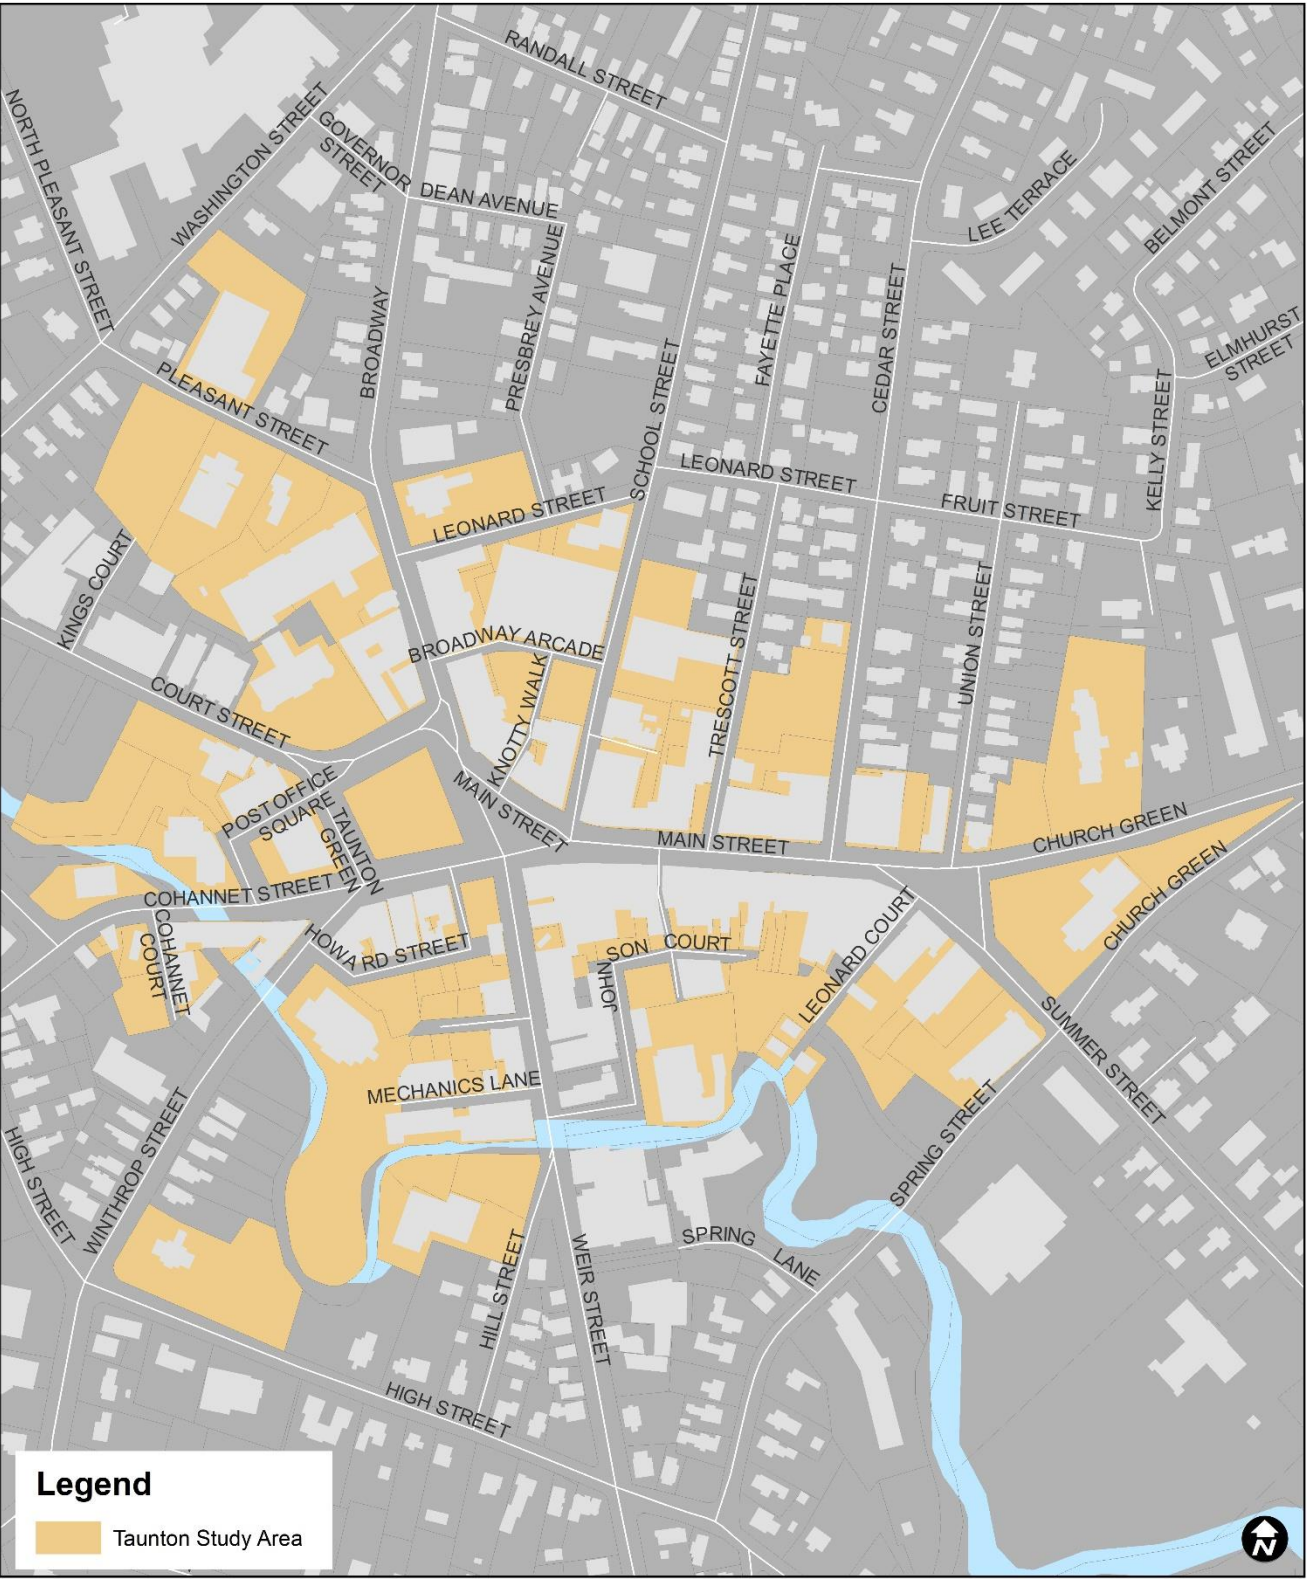 RANDALL STREET
NORTH PLEASANT STREET
WASHINGTON STREET
GOVERNOR
STREET
DEAN AVENUE
LEE TERRACE
BELMONT STREET
PRESBREY AVENUE
FAYETTE PLACE
CEDAR STREET
BROADWAY
ELMHURST
STREET
PLEASANT STREET
SCHOOL STREET
KELLY STREET
LEONARD STREET
LEONARD STREET
FRUIT STREET
KINGS COURT
UNION STREET
BROADWAY ARCADE
TRESCOTT STREET
KNOTTY WALK
COURT STREET
POST OFFICE
SQUARE
TAUNTON
GREEN
MAIN STREET
MAIN STREET
CHURCH GREEN
CHURCH GREEN
COHANNET STREET
COHANNET
COURT
HOWARD STREET
JOHNSON COURT
LEONARD COURT
SUMMER STREET
MECHANICS LANE
SPRING STREET
HIGH STREET
WINTHROP STREET
HILL STREET
WEIR STREET
SPRING LANE
HIGH STREET
Legend
Taunton Study Area
N